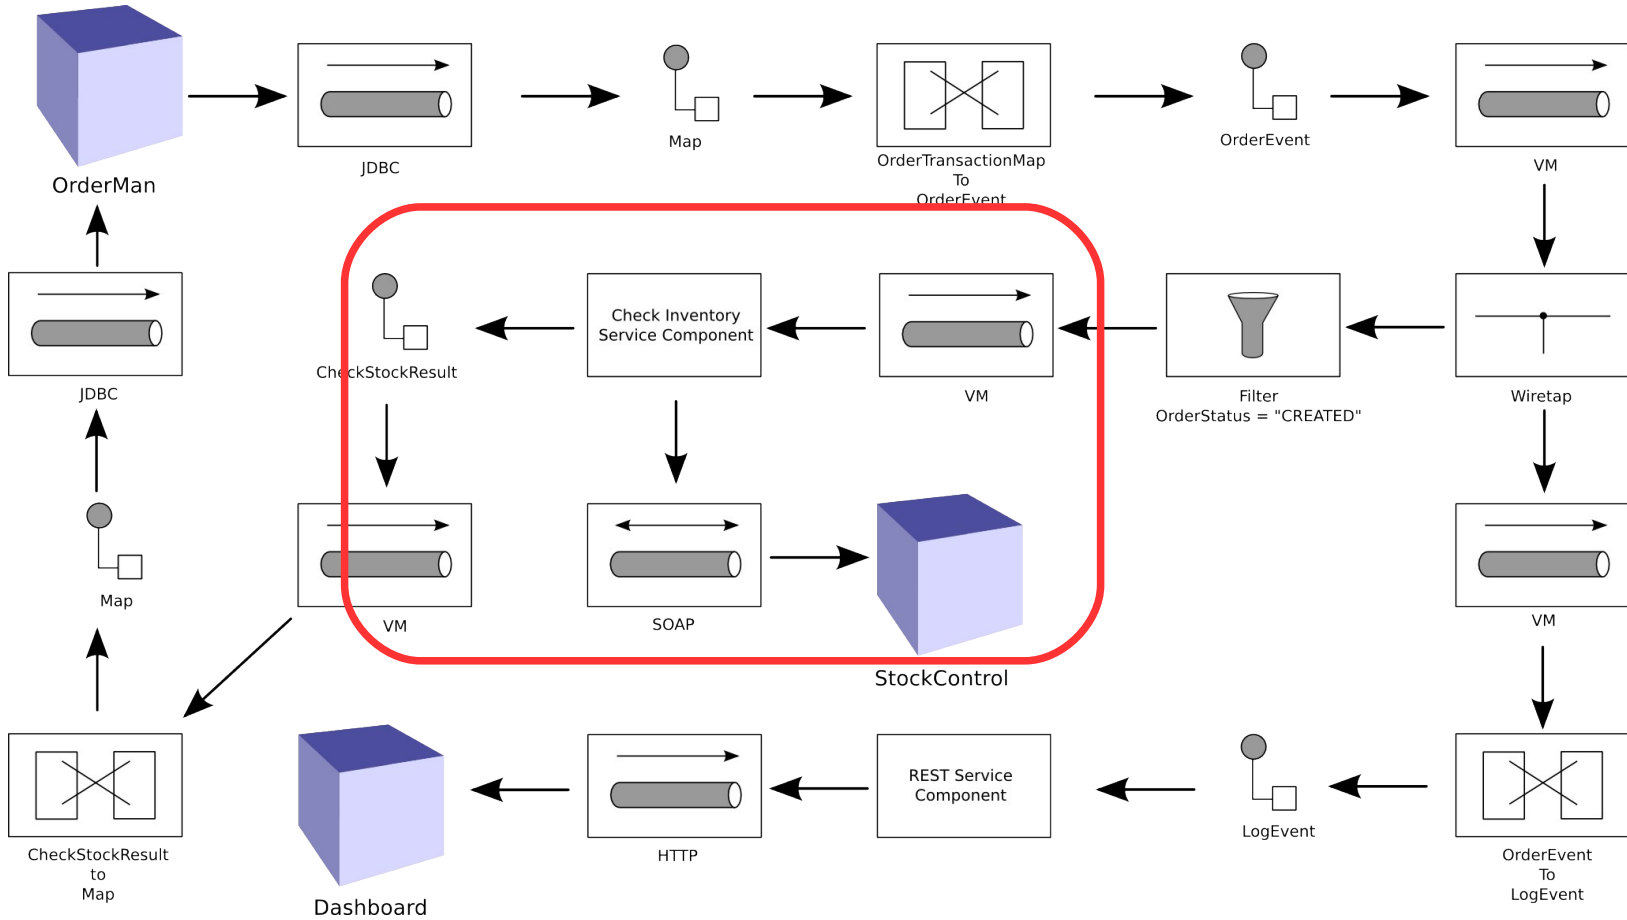 OrderMan
JDBC
Map
OrderTransactionMap
To
OrderEvent
OrderEvent
VM
JDBC
CheckStockResult
Check Inventory
Service Component
VM
Filter
OrderStatus = "CREATED"
Wiretap
Map
VM
SOAP
StockControl
VM
CheckStockResult
to
Map
Dashboard
HTTP
REST Service
Component
LogEvent
OrderEvent
To
LogEvent